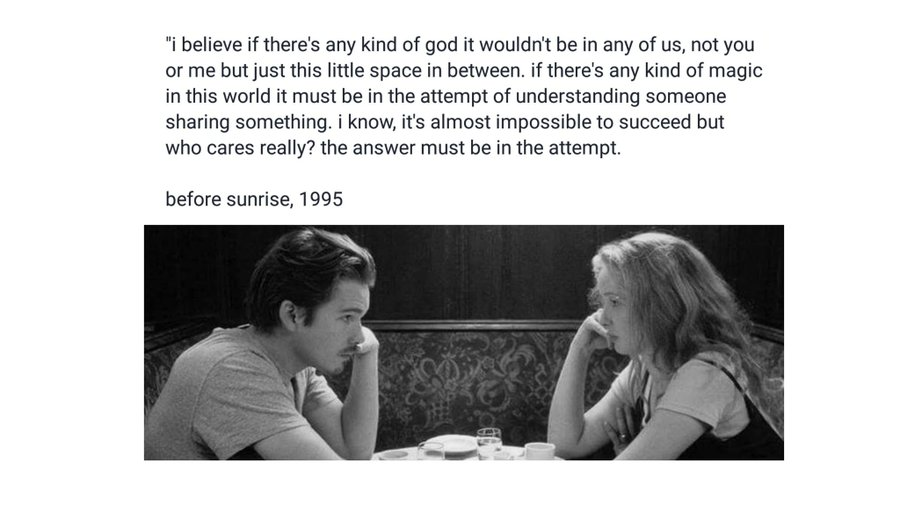 "i believe if there's any kind of god it wouldn't be in any of us, not you
or me but just this little space in between. if there's any kind of magic
in this world it must be in the attempt of understanding someone
sharing something. i know, it's almost impossible to succeed but
who cares really? the answer must be in the attempt.
before sunrise, 1995